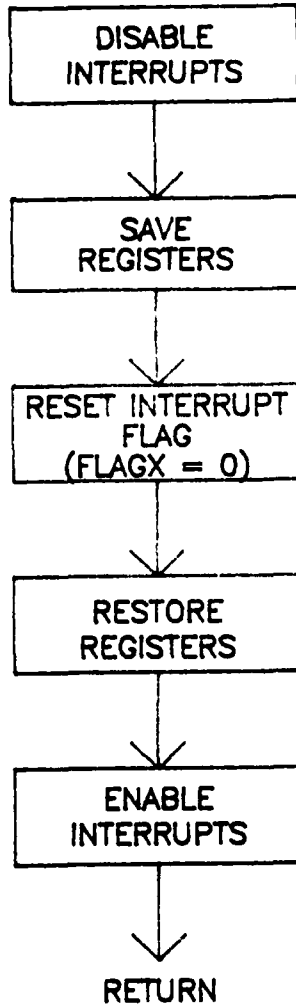 DISABLE
INTERRUPTS
SAVE
REGISTERS
RESET INTERRUPT
FLAG
(FLAGX = 0)
RESTORE
REGISTERS
ENABLE
INTERRUPTS
RETURN